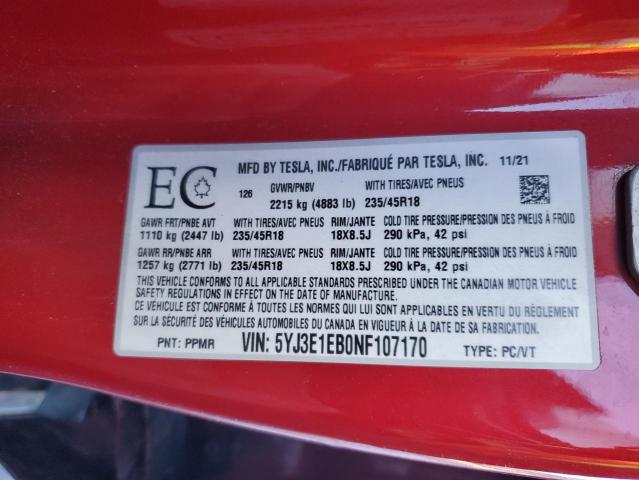 MFD BY TESLA, INC./FABRIQUÉ PAR TESLA, INC. 11/21
EC 126 GVWR/PNBV WITH TIRES/AVEC PNEUS
2215 kg (4883 lb) 235/45R18
GAWR FRT/PNBE AVT WITH TIRES/AVEC PNEUS RIM/JANTE COLD TIRE PRESSURE/PRESSION DES PNEUS À FROID
1110 kg (2447 lb) 235/45R18 18X8.5J 290 kPa, 42 psi
GAWR RR/PNBE ARR WITH TIRES/AVEC PNEUS RIM/JANTE COLD TIRE PRESSURE/PRESSION DES PNEUS À FROID
1257 kg (2771 lb) 235/45R18 18X8.5J 290 kPa, 42 psi
THIS VEHICLE CONFORMS TO ALL APPLICABLE STANDARDS PRESCRIBED UNDER THE CANADIAN MOTOR VEHICLE
SAFETY REGULATIONS IN EFFECT ON THE DATE OF MANUFACTURE.
CE VÉHICULE EST CONFORME À TOUTES LES NORMES QUI LUI SONT APPLICABLES EN VERTU DU RÈGLEMENT
SUR LA SÉCURITÉ DES VÉHICULES AUTOMOBILES DU CANADA EN VIGUEUR À LA DATE DE SA FABRICATION.
PNT: PPMR VIN: 5YJ3E1EB0NF107170 TYPE: PC/VT